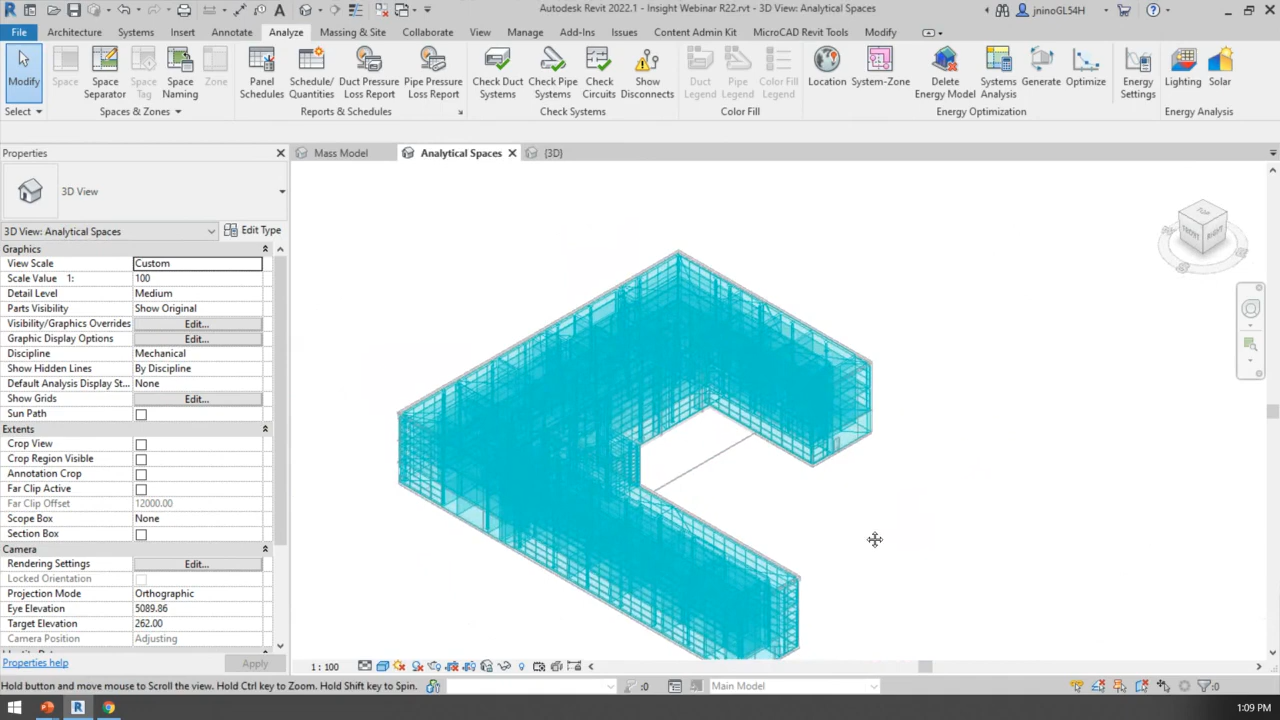 Autodesk Revit 2022.1 - Insight Webinar R22.rvt - 3D View: Analytical Spaces
jninoGL54H
File Architecture Systems Insert Annotate Analyze Massing & Site Collaborate View Manage Add-Ins Issues Content Admin Kit MicroCAD Revit Tools Modify
Modify
Space
Space Separator
Space Tag
Space Naming
Zone
Panel Schedules
Schedule/ Quantities
Duct Pressure Loss Report
Pipe Pressure Loss Report
Check Duct Systems
Check Pipe Systems
Check Circuits
Show Disconnects
Duct Legend
Pipe Legend
Color Fill Legend
Location
System-Zone
Delete Energy Model
Systems Analysis
Generate
Optimize
Energy Settings
Lighting
Solar
Select Spaces & Zones Reports & Schedules Check Systems Color Fill Energy Optimization Energy Analysis
Properties
Mass Model Analytical Spaces {3D}
3D View
3D View: Analytical Spaces Edit Type
Graphics
View Scale Custom
Scale Value 1: 100
Detail Level Medium
Parts Visibility Show Original
Visibility/Graphics Overrides Edit...
Graphic Display Options Edit...
Discipline Mechanical
Show Hidden Lines By Discipline
Default Analysis Display St... None
Show Grids Edit...
Sun Path
Extents
Crop View
Crop Region Visible
Annotation Crop
Far Clip Active
Far Clip Offset 12000.00
Scope Box None
Section Box
Camera
Rendering Settings Edit...
Locked Orientation
Projection Mode Orthographic
Eye Elevation 5089.86
Target Elevation 262.00
Camera Position Adjusting
Properties help Apply
TOP
FRONT
RIGHT
1 : 100
Hold button and move mouse to Scroll the view. Hold Ctrl key to Zoom. Hold Shift key to Spin.
:0
Main Model
:0
1:09 PM